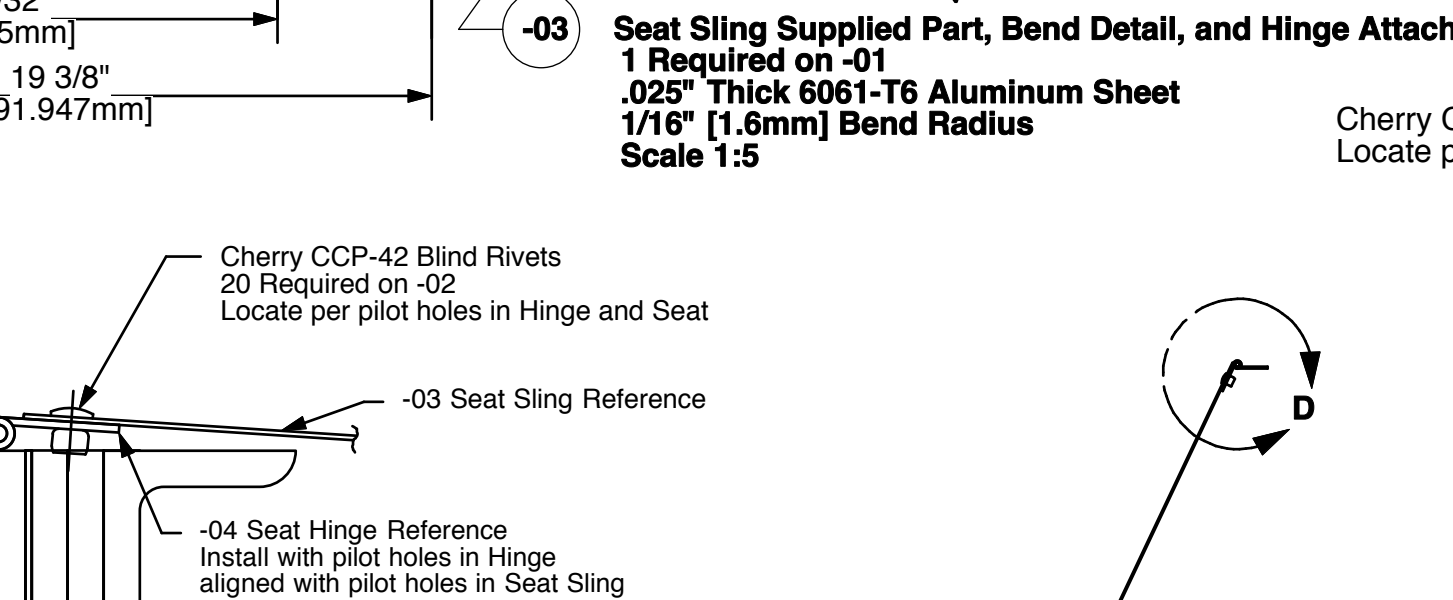 5mm]
19 3/8"
91.947mm]
-03
Seat Sling Supplied Part, Bend Detail, and Hinge Attach
1 Required on -01
.025" Thick 6061-T6 Aluminum Sheet
1/16" [1.6mm] Bend Radius
Scale 1:5
Cherry C
Locate p
Cherry CCP-42 Blind Rivets
20 Required on -02
Locate per pilot holes in Hinge and Seat
-03 Seat Sling Reference
D
-04 Seat Hinge Reference
Install with pilot holes in Hinge
aligned with pilot holes in Seat Sling